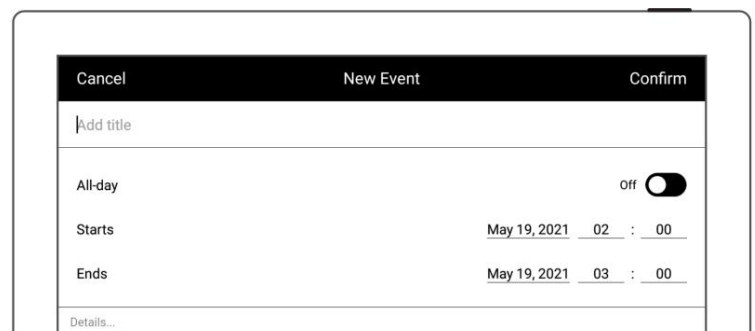 Cancel New Event Confirm
Add title
All-day Off
Starts May 19, 2021 02 : 00
Ends May 19, 2021 03 : 00
Details...